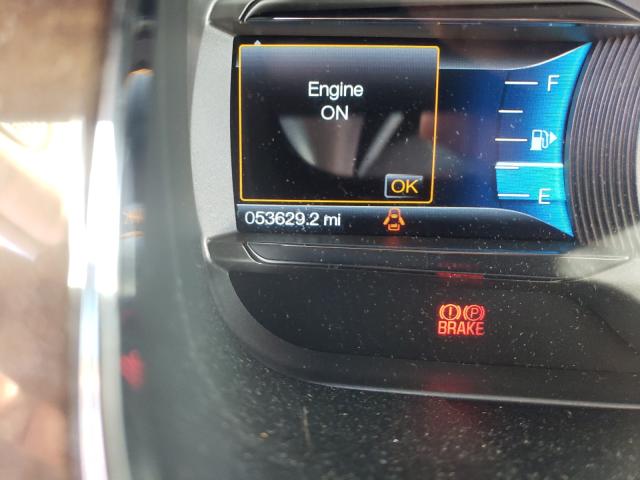 Engine
ON
OK
F
E
053629.2 mi
(!) (P)
BRAKE